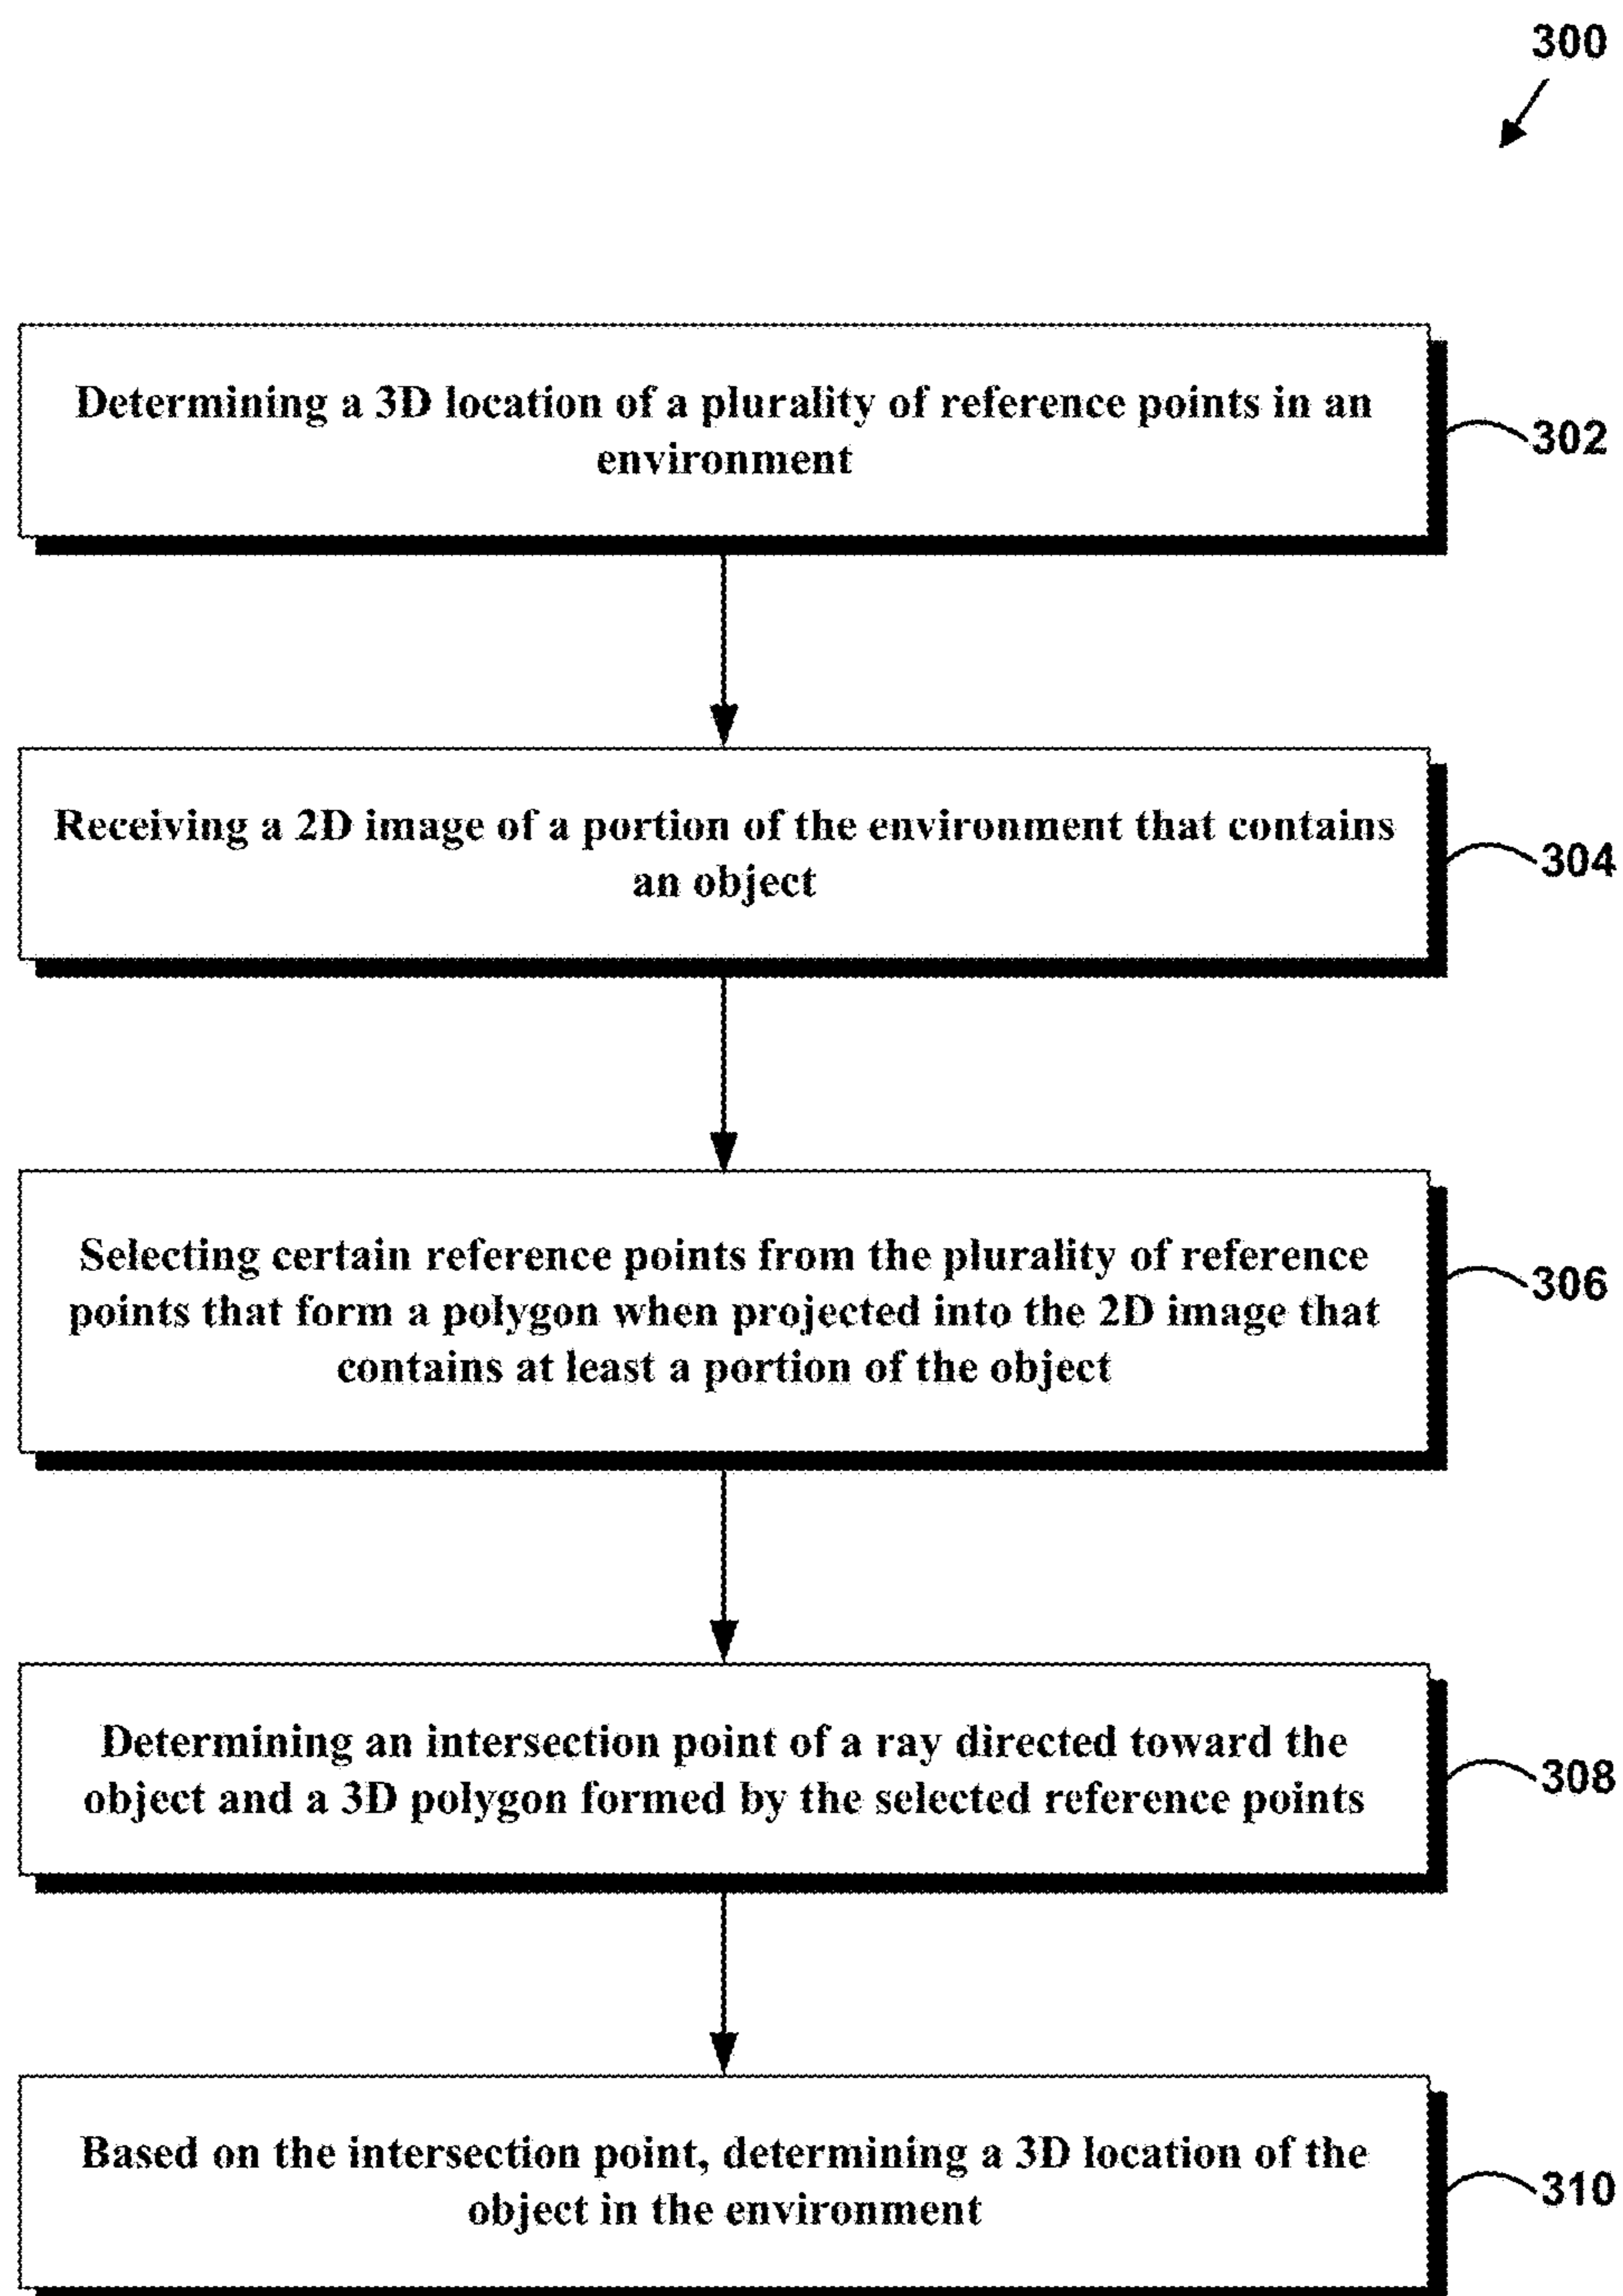 300
Determining a 3D location of a plurality of reference points in an
environment
302
Receiving a 2D image of a portion of the environment that contains
an object
304
Selecting certain reference points from the plurality of reference
points that form a polygon when projected into the 2D image that
contains at least a portion of the object
306
Determining an intersection point of a ray directed toward the
object and a 3D polygon formed by the selected reference points
308
Based on the intersection point, determining a 3D location of the
object in the environment
310